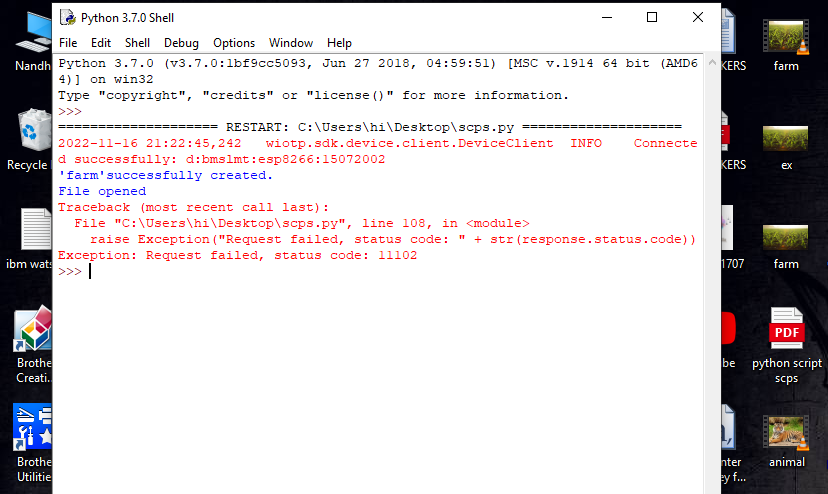 Python 3.7.0 Shell
File Edit Shell Debug Options Window Help
Python 3.7.0 (v3.7.0:1bf9cc5093, Jun 27 2018, 04:59:51) [MSC v.1914 64 bit (AMD6
4)] on win32
Type "copyright", "credits" or "license()" for more information.
>>>
==================== RESTART: C:\Users\hi\Desktop\scps.py ====================
2022-11-16 21:22:45,242   wiotp.sdk.device.client.DeviceClient  INFO    Connecte
d successfully: d:bmslmt:esp8266:15072002
'farm'successfully created.
File opened
Traceback (most recent call last):
  File "C:\Users\hi\Desktop\scps.py", line 108, in <module>
    raise Exception("Request failed, status code: " + str(response.status.code))
Exception: Request failed, status code: 11102
>>>
Nandh
Recycle
ibm wats
Brothe
Creati...
Brothe
Utilitie
KERS
farm
KERS
ex
1707
farm
be
PDF
python script
scps
nter
ey f...
animal